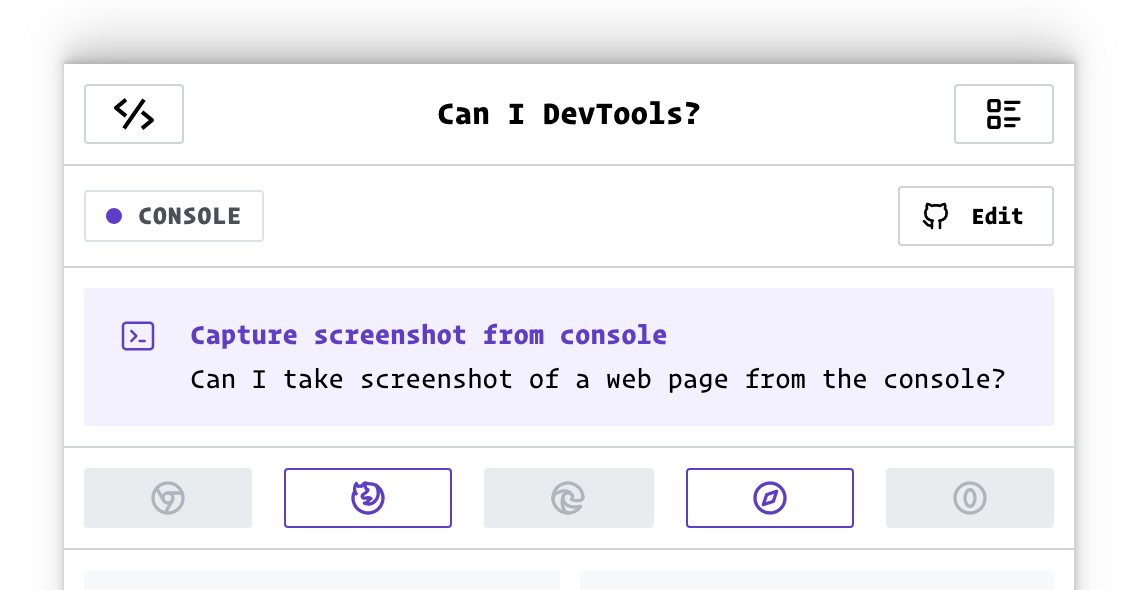 Can I DevTools?
CONSOLE
Edit
Capture screenshot from console
Can I take screenshot of a web page from the console?